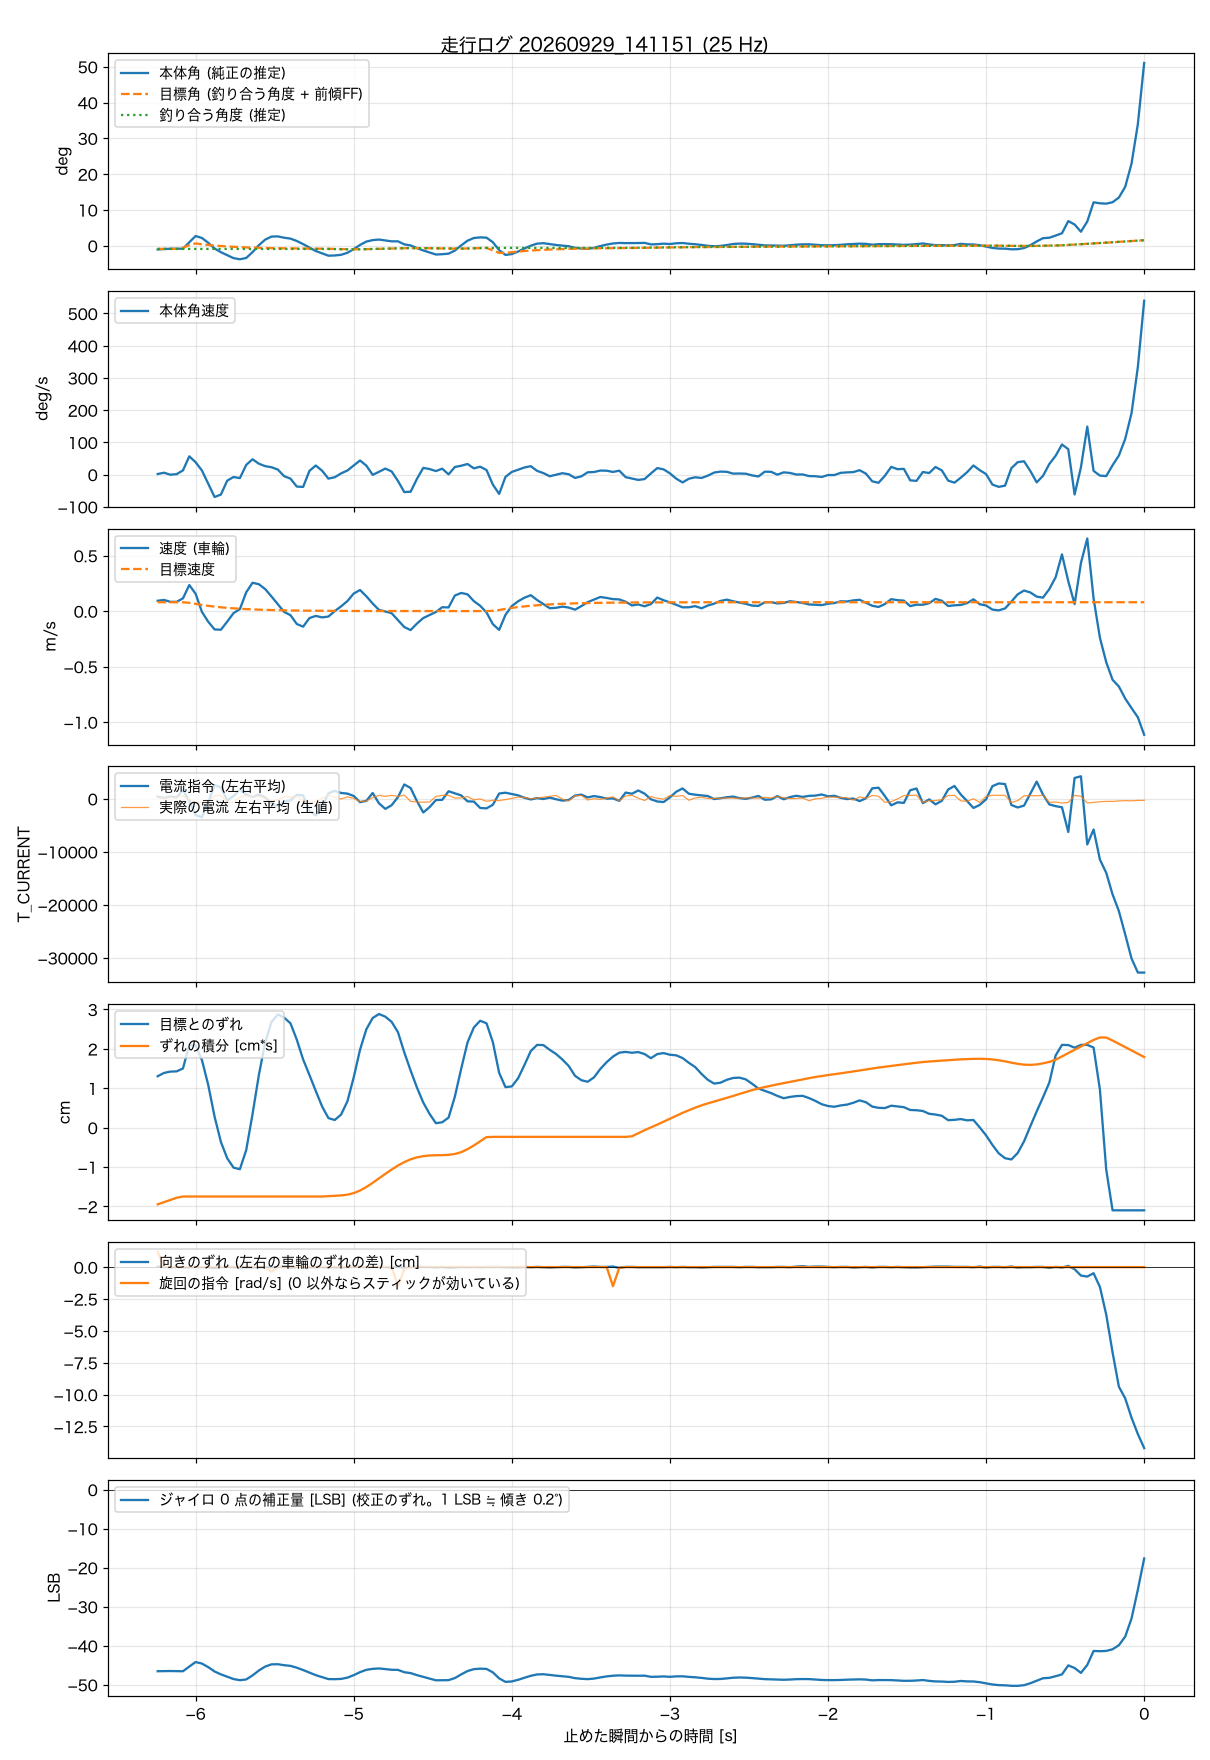 走行ログ 20260929_141151 (25 Hz)
本体角 (純正の推定)
目標角 (釣り合う角度 + 前傾FF)
釣り合う角度 (推定)
deg
50
40
30
20
10
0
本体角速度
deg/s
500
400
300
200
100
0
−100
速度 (車輪)
目標速度
m/s
0.5
0.0
−0.5
−1.0
電流指令 (左右平均)
実際の電流 左右平均 (生値)
T_CURRENT
0
−10000
−20000
−30000
目標とのずれ
ずれの積分 [cm*s]
cm
3
2
1
0
−1
−2
向きのずれ (左右の車輪のずれの差) [cm]
旋回の指令 [rad/s] (0 以外ならスティックが効いている)
0.0
−2.5
−5.0
−7.5
−10.0
−12.5
ジャイロ 0 点の補正量 [LSB] (校正のずれ。1 LSB ≒ 傾き 0.2°)
LSB
0
−10
−20
−30
−40
−50
−6
−5
−4
−3
−2
−1
0
止めた瞬間からの時間 [s]